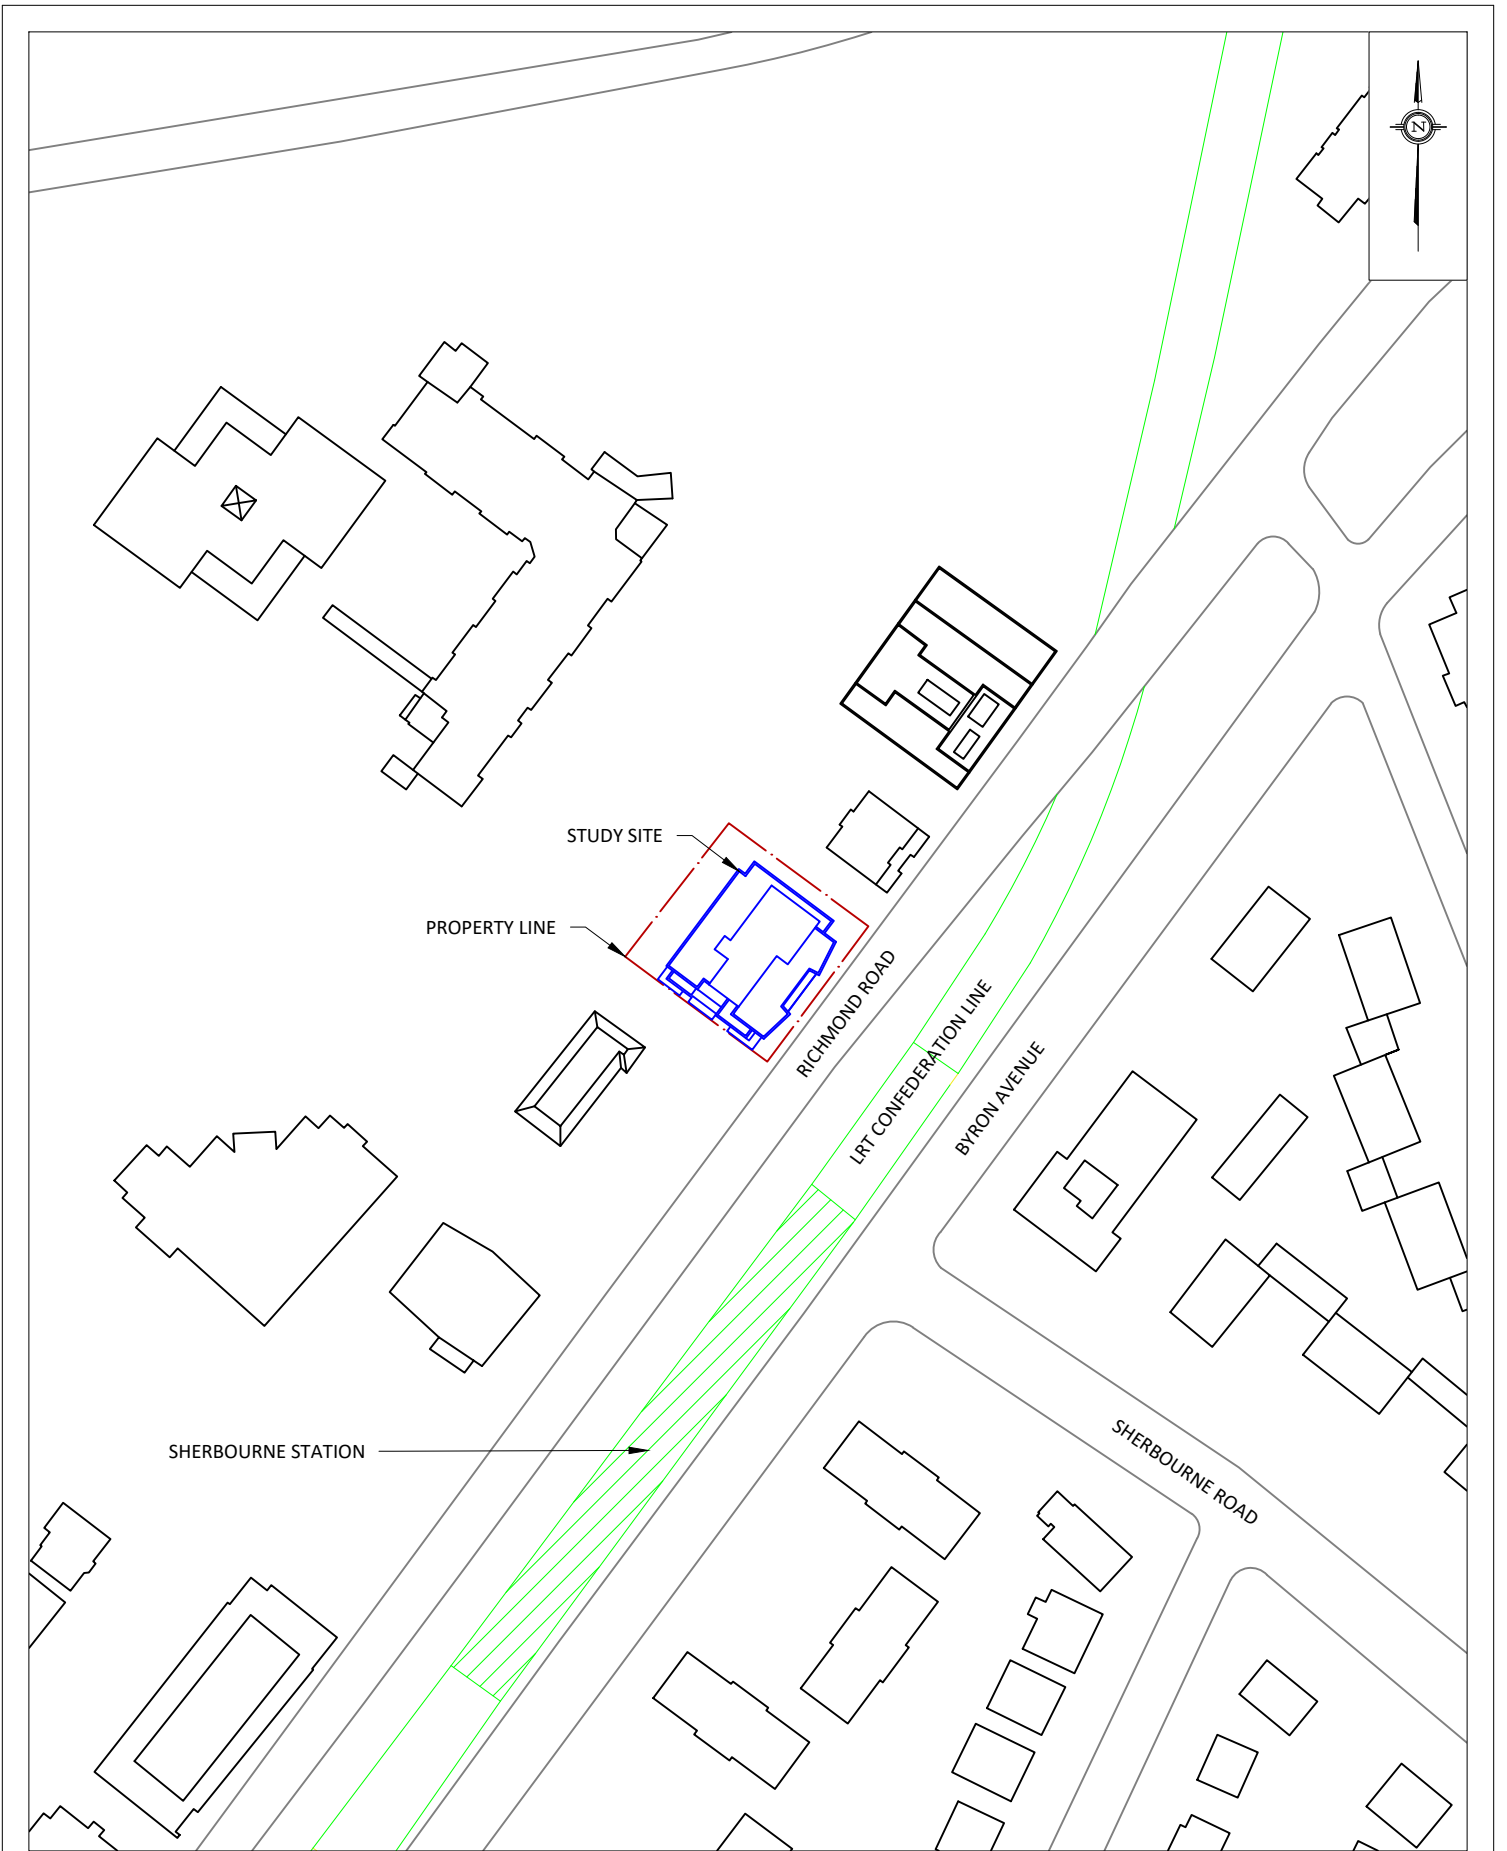 N
STUDY SITE
PROPERTY LINE
RICHMOND ROAD
LRT CONFEDERATION LINE
BYRON AVENUE
SHERBOURNE STATION
SHERBOURNE ROAD